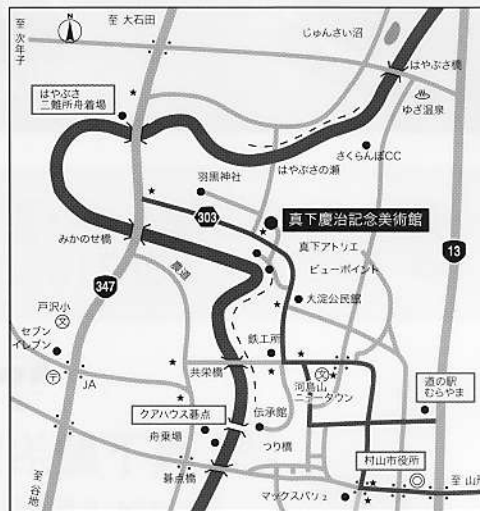 至 次年子
N
至 大石田
じゅんさい沼
はやぶさ橋
はやぶさ
二難所舟着場
ゆざ温泉
さくらんぼCC
はやぶさの瀬
羽黒神社
303
真下慶治記念美術館
みかのせ橋
真下アトリエ
ビューポイント
13
農道
347
大淀公民館
戸沢小
文
セブン
イレブン
鉄工所
〒
JA
共栄橋
文
河島山
ニュータウン
道の駅
むらやま
クアハウス碁点
伝承館
舟乗場
つり橋
村山市役所
至 谷地
碁点橋
至 山形
マックスバリュ